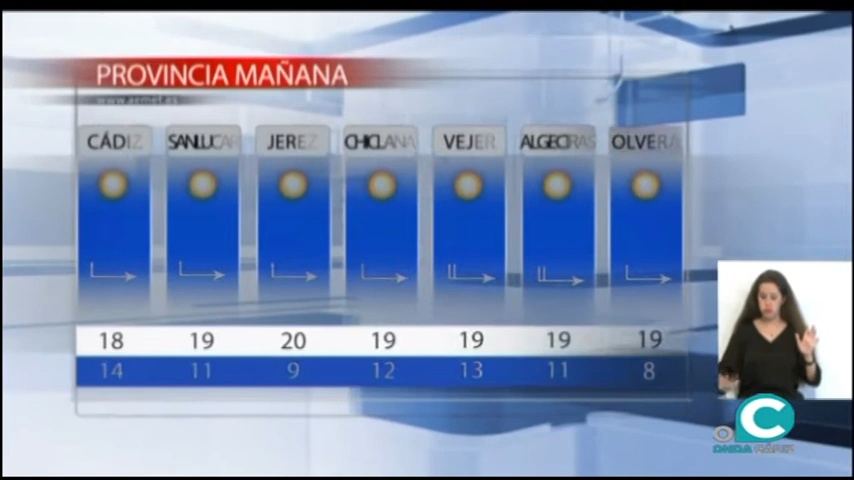 PROVINCIA MAÑANA
www.aemet.es
CÁDIZ SANLUCAR JEREZ CHICLANA VEJER ALGECIRAS OLVERA
18 19 20 19 19 19 19
14 11 9 12 13 11 8
C
ONDA CÁDIZ